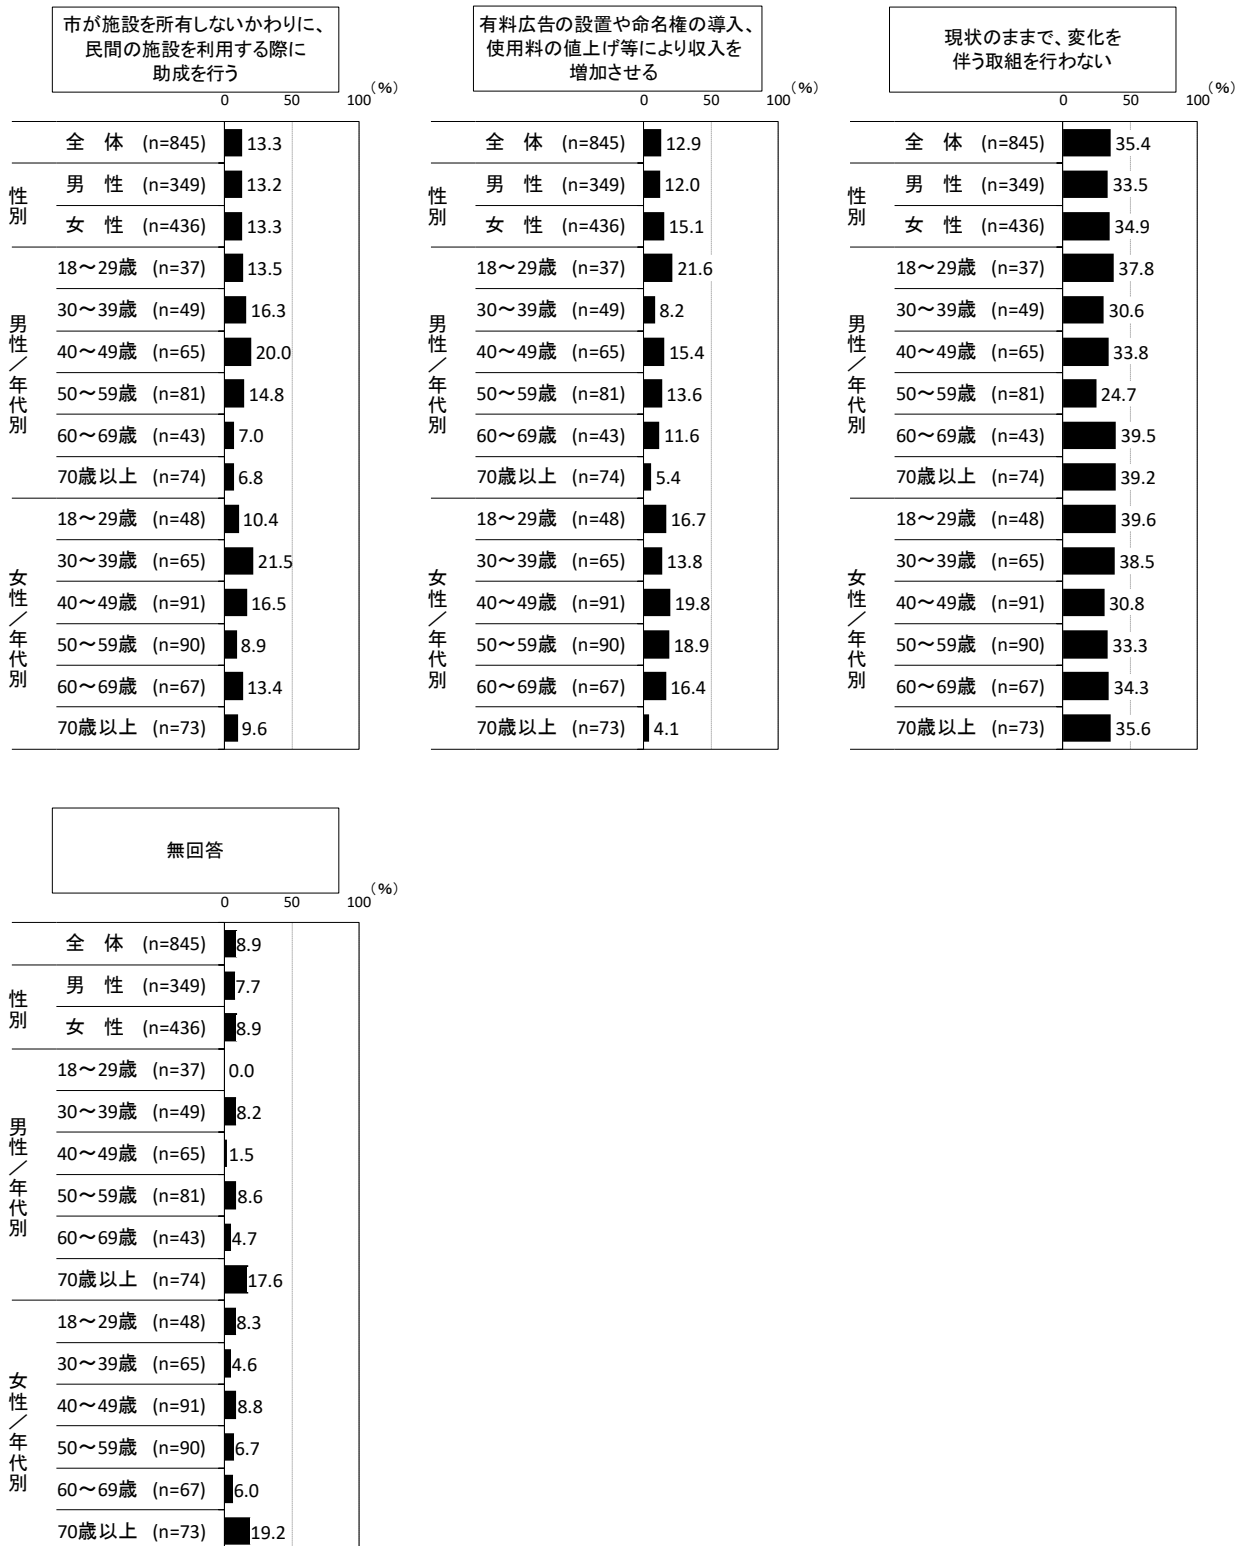 市が施設を所有しないかわりに、
民間の施設を利用する際に
助成を行う
0 50 100 (%)
全 体 (n=845) 13.3
性別
男 性 (n=349) 13.2
女 性 (n=436) 13.3
男性/年代別
18～29歳 (n=37) 13.5
30～39歳 (n=49) 16.3
40～49歳 (n=65) 20.0
50～59歳 (n=81) 14.8
60～69歳 (n=43) 7.0
70歳以上 (n=74) 6.8
女性/年代別
18～29歳 (n=48) 10.4
30～39歳 (n=65) 21.5
40～49歳 (n=91) 16.5
50～59歳 (n=90) 8.9
60～69歳 (n=67) 13.4
70歳以上 (n=73) 9.6
有料広告の設置や命名権の導入、
使用料の値上げ等により収入を
増加させる
0 50 100 (%)
全 体 (n=845) 12.9
性別
男 性 (n=349) 12.0
女 性 (n=436) 15.1
男性/年代別
18～29歳 (n=37) 21.6
30～39歳 (n=49) 8.2
40～49歳 (n=65) 15.4
50～59歳 (n=81) 13.6
60～69歳 (n=43) 11.6
70歳以上 (n=74) 5.4
女性/年代別
18～29歳 (n=48) 16.7
30～39歳 (n=65) 13.8
40～49歳 (n=91) 19.8
50～59歳 (n=90) 18.9
60～69歳 (n=67) 16.4
70歳以上 (n=73) 4.1
現状のままで、変化を
伴う取組を行わない
0 50 100 (%)
全 体 (n=845) 35.4
性別
男 性 (n=349) 33.5
女 性 (n=436) 34.9
男性/年代別
18～29歳 (n=37) 37.8
30～39歳 (n=49) 30.6
40～49歳 (n=65) 33.8
50～59歳 (n=81) 24.7
60～69歳 (n=43) 39.5
70歳以上 (n=74) 39.2
女性/年代別
18～29歳 (n=48) 39.6
30～39歳 (n=65) 38.5
40～49歳 (n=91) 30.8
50～59歳 (n=90) 33.3
60～69歳 (n=67) 34.3
70歳以上 (n=73) 35.6
無回答
0 50 100 (%)
全 体 (n=845) 8.9
性別
男 性 (n=349) 7.7
女 性 (n=436) 8.9
男性/年代別
18～29歳 (n=37) 0.0
30～39歳 (n=49) 8.2
40～49歳 (n=65) 1.5
50～59歳 (n=81) 8.6
60～69歳 (n=43) 4.7
70歳以上 (n=74) 17.6
女性/年代別
18～29歳 (n=48) 8.3
30～39歳 (n=65) 4.6
40～49歳 (n=91) 8.8
50～59歳 (n=90) 6.7
60～69歳 (n=67) 6.0
70歳以上 (n=73) 19.2